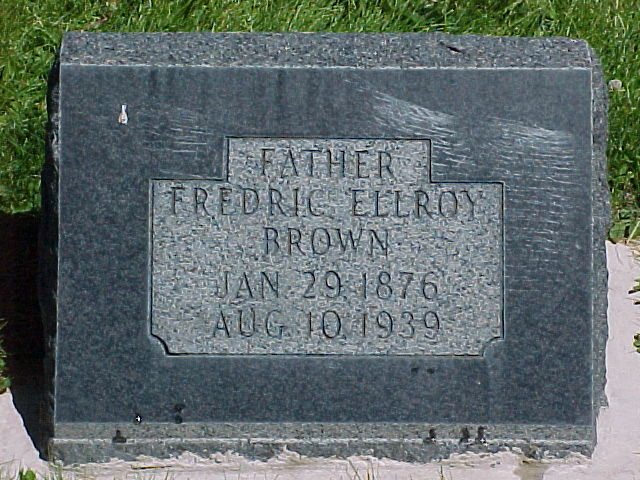 FATHER
FREDRIC ELLROY
BROWN
JAN 29, 1876
AUG 10, 1939